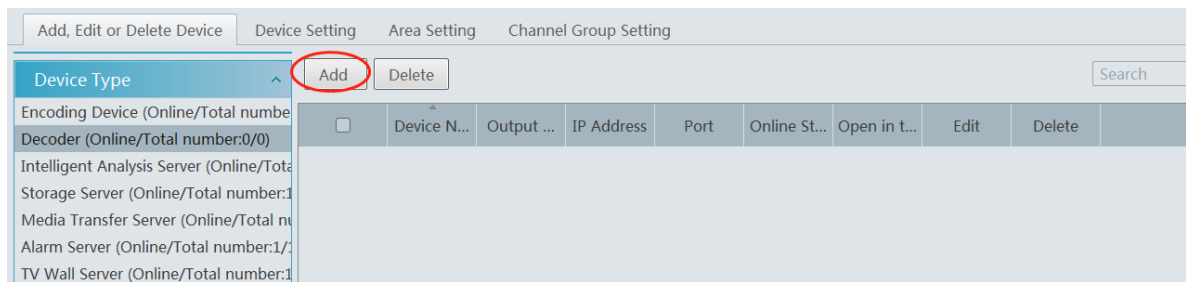 Add, Edit or Delete Device Device Setting Area Setting Channel Group Setting
Device Type
Add Delete Search
Encoding Device (Online/Total numbe
Decoder (Online/Total number:0/0)
Intelligent Analysis Server (Online/Tota
Storage Server (Online/Total number:1
Media Transfer Server (Online/Total nu
Alarm Server (Online/Total number:1/1
TV Wall Server (Online/Total number:1
Device N... Output ... IP Address Port Online St... Open in t... Edit Delete